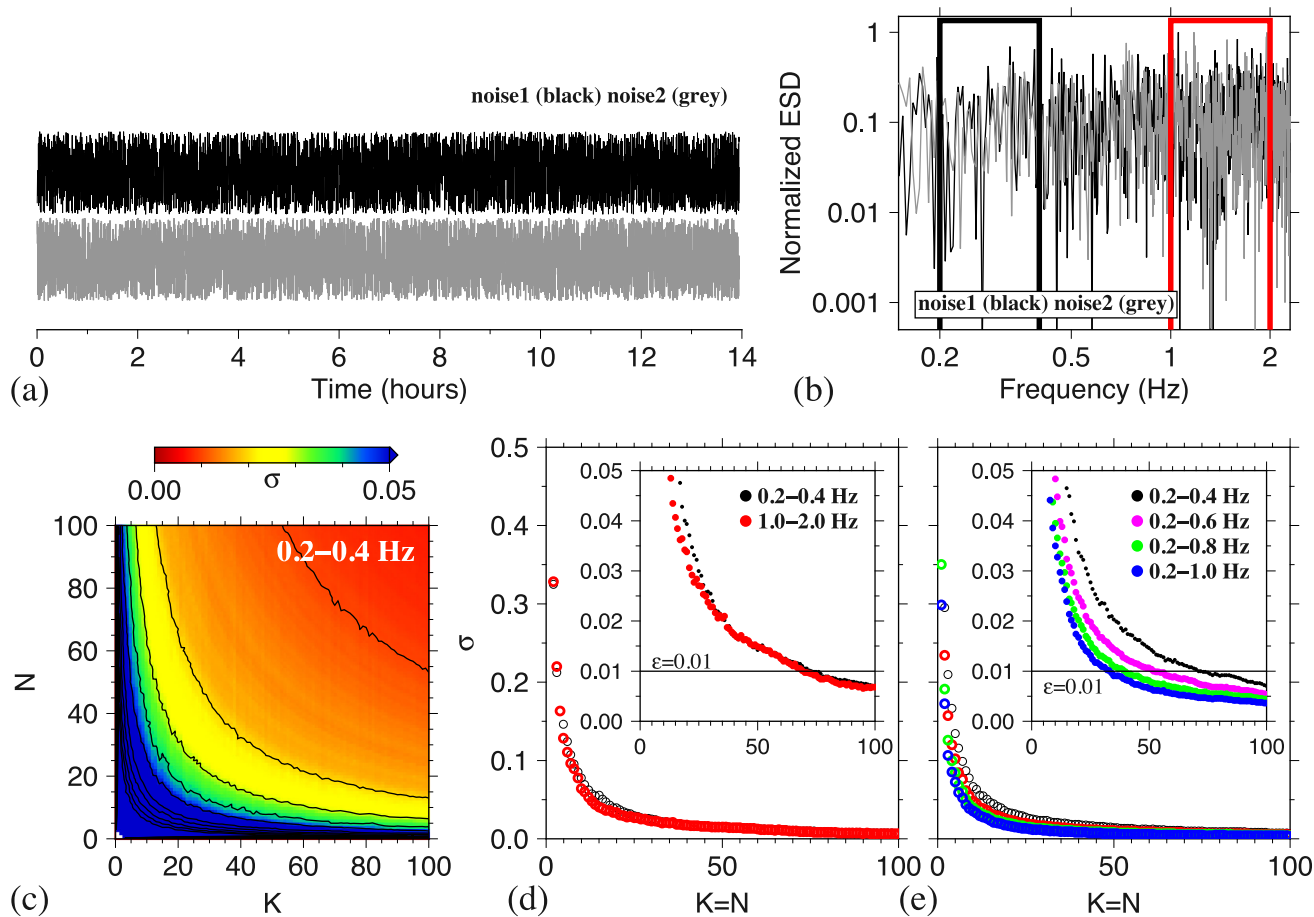 noise1 (black) noise2 (grey)
0 2 4 6 8 10 12 14
Time (hours)
(a)
Normalized ESD
1
0.1
0.01
0.001
noise1 (black) noise2 (grey)
0.2 0.5 1 2
Frequency (Hz)
(b)
σ
0.00 0.05
0.2−0.4 Hz
N
100
80
60
40
20
0
0 20 40 60 80 100
K
(c)
σ
0.5
0.4
0.3
0.2
0.1
0.0
0 50 100
K=N
(d)
0.05
0.04
0.03
0.02
0.01
0.00
0 50 100
0.2−0.4 Hz
1.0−2.0 Hz
ε=0.01
0 50 100
K=N
(e)
0.05
0.04
0.03
0.02
0.01
0.00
0 50 100
0.2−0.4 Hz
0.2−0.6 Hz
0.2−0.8 Hz
0.2−1.0 Hz
ε=0.01